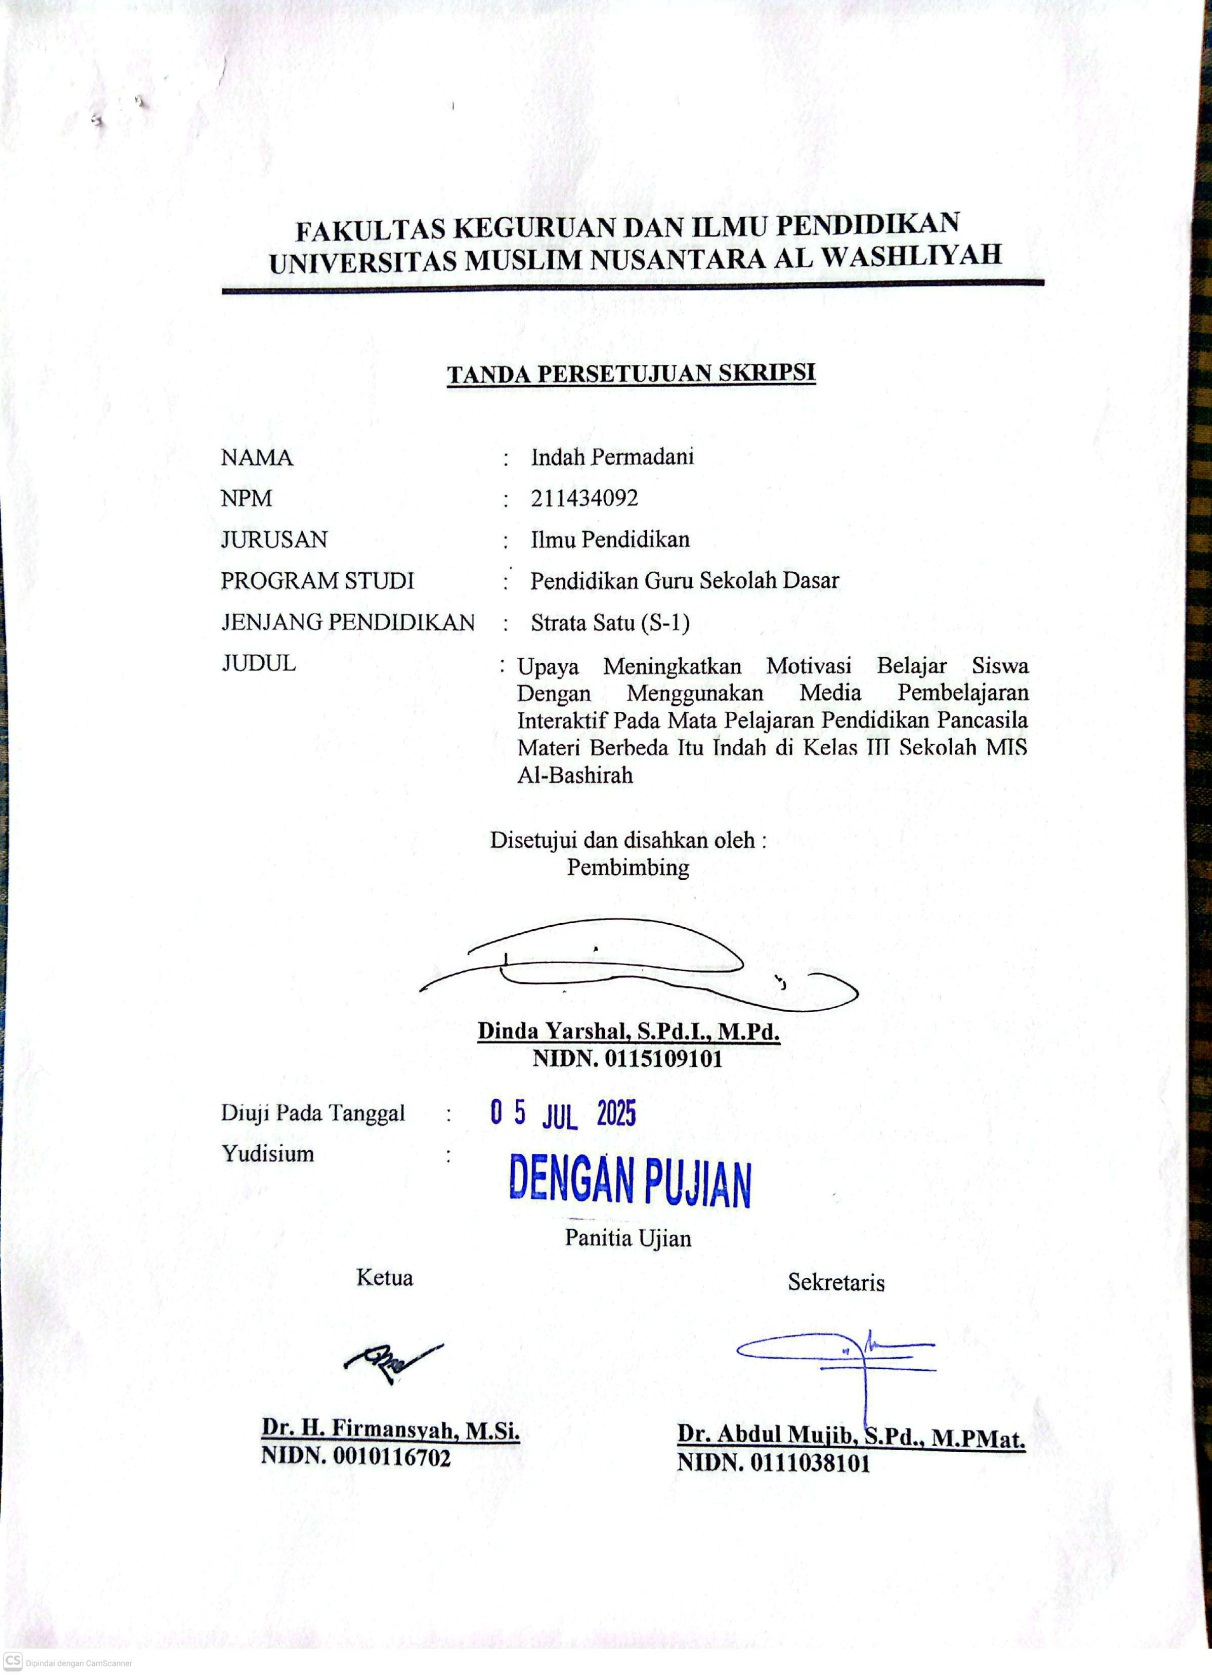 FAKULTAS KEGURUAN DAN ILMU PENDIDIKAN
UNIVERSITAS MUSLIM NUSANTARA AL WASHLIYAH
TANDA PERSETUJUAN SKRIPSI
NAMA : Indah Permadani
NPM : 211434092
JURUSAN : Ilmu Pendidikan
PROGRAM STUDI : Pendidikan Guru Sekolah Dasar
JENJANG PENDIDIKAN : Strata Satu (S-1)
JUDUL : Upaya Meningkatkan Motivasi Belajar Siswa
Dengan Menggunakan Media Pembelajaran
Interaktif Pada Mata Pelajaran Pendidikan Pancasila
Materi Berbeda Itu Indah di Kelas III Sekolah MIS
Al-Bashirah
Disetujui dan disahkan oleh :
Pembimbing
Dinda Yarshal, S.Pd.I., M.Pd.
NIDN. 0115109101
Diuji Pada Tanggal : 05 JUL 2025
Yudisium :
DENGAN PUJIAN
Panitia Ujian
Ketua
Sekretaris
Dr. H. Firmansyah, M.Si.
NIDN. 0010116702
Dr. Abdul Mujib, S.Pd., M.PMat.
NIDN. 0111038101
CS Dipindai dengan CamScanner